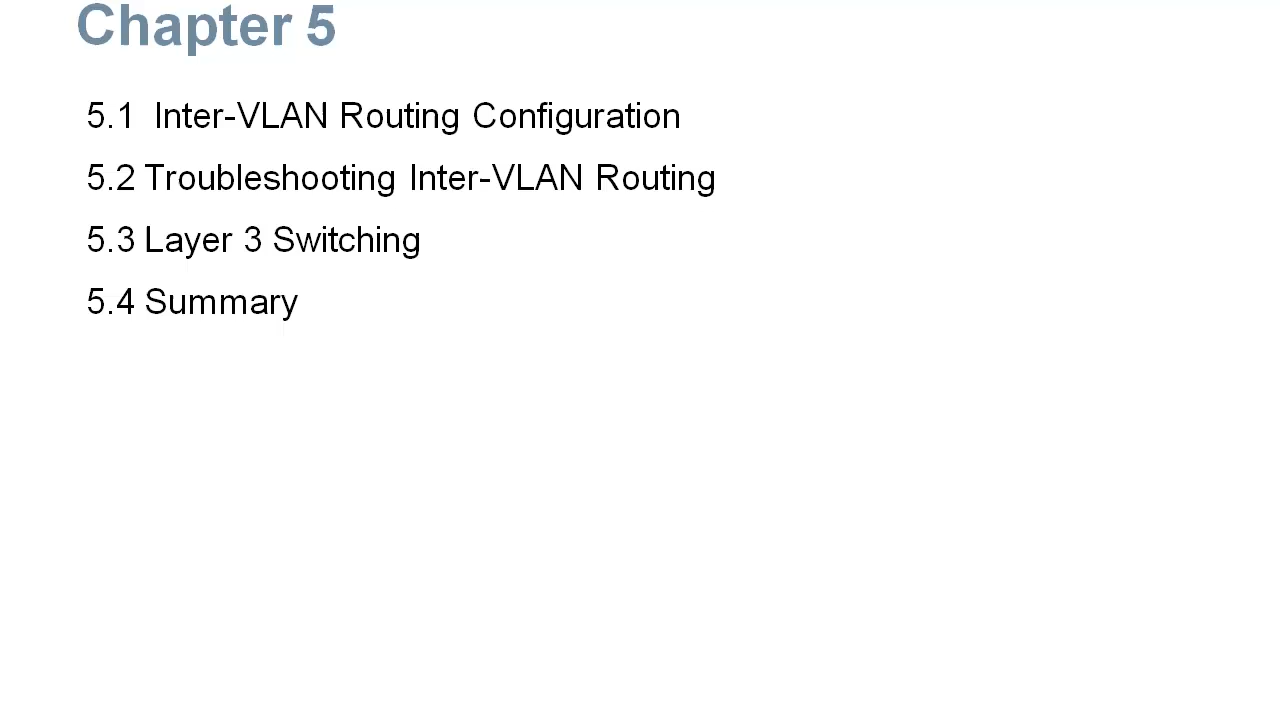 Chapter 5
5.1 Inter-VLAN Routing Configuration
5.2 Troubleshooting Inter-VLAN Routing
5.3 Layer 3 Switching
5.4 Summary